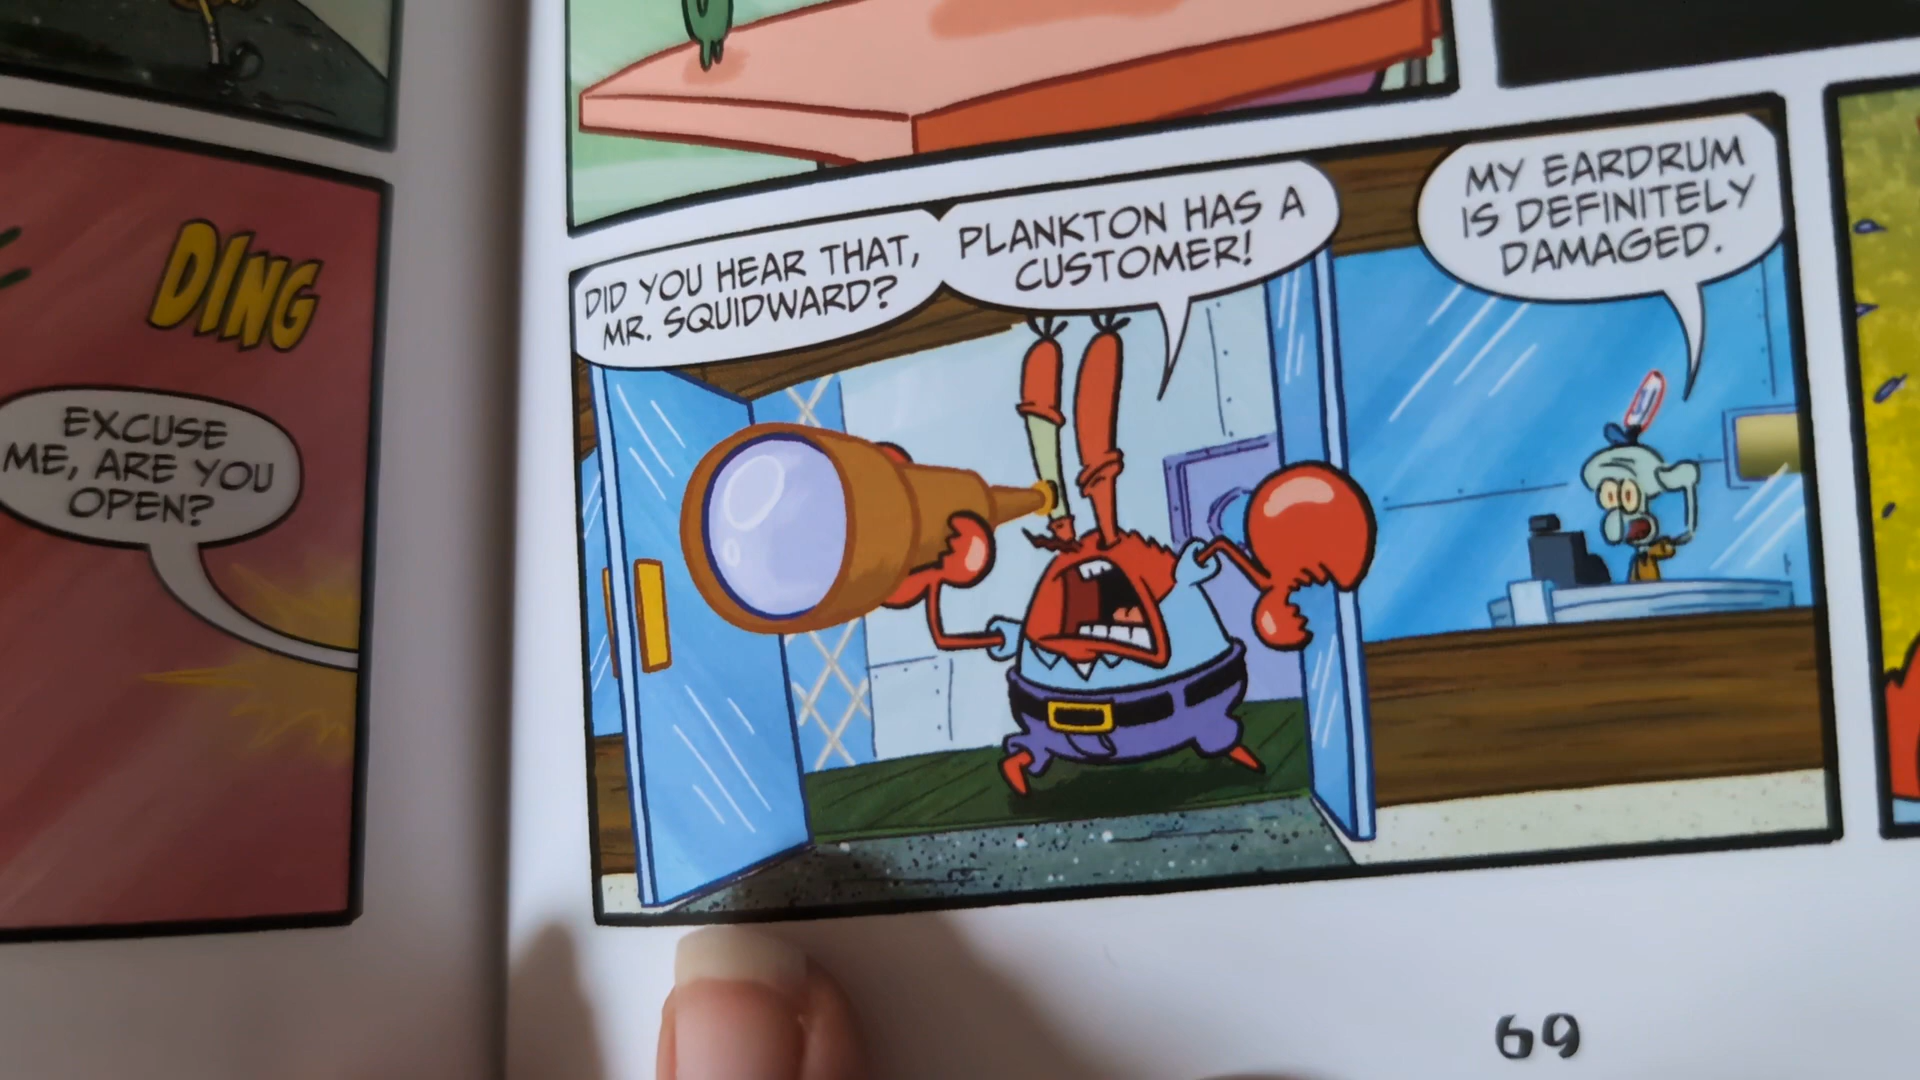 DING
EXCUSE
ME, ARE YOU
OPEN?
DID YOU HEAR THAT,
MR. SQUIDWARD?
PLANKTON HAS A
CUSTOMER!
MY EARDRUM
IS DEFINITELY
DAMAGED.
69